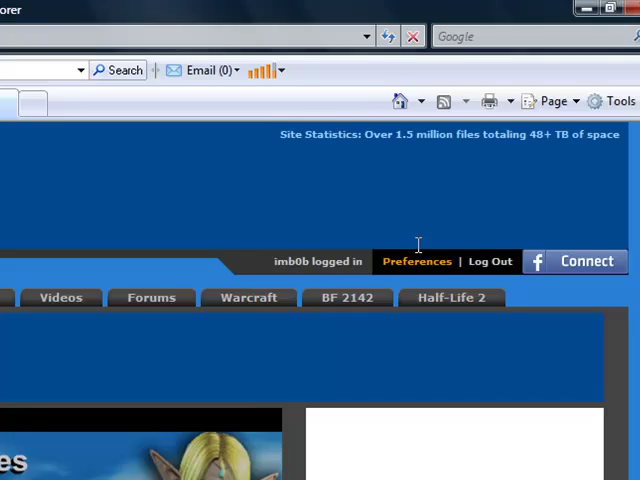 orer
Google
Search
Email (0)
Page
Tools
Site Statistics: Over 1.5 million files totaling 48+ TB of space
imb0b logged in
Preferences | Log Out
f Connect
Videos
Forums
Warcraft
BF 2142
Half-Life 2
es